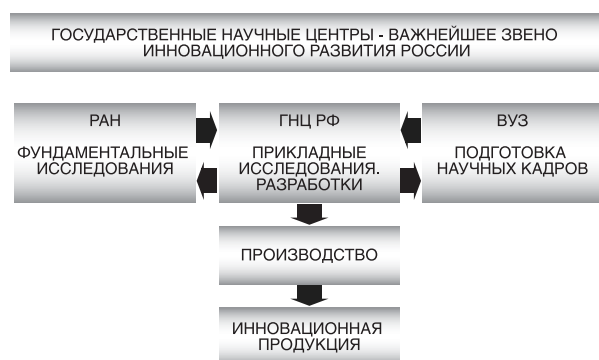 ГОСУДАРСТВЕННЫЕ НАУЧНЫЕ ЦЕНТРЫ - ВАЖНЕЙШЕЕ ЗВЕНО
ИННОВАЦИОННОГО РАЗВИТИЯ РОССИИ
РАН
ФУНДАМЕНТАЛЬНЫЕ
ИССЛЕДОВАНИЯ
ГНЦ РФ
ПРИКЛАДНЫЕ
ИССЛЕДОВАНИЯ.
РАЗРАБОТКИ
ВУЗ
ПОДГОТОВКА
НАУЧНЫХ КАДРОВ
ПРОИЗВОДСТВО
ИННОВАЦИОННАЯ
ПРОДУКЦИЯ